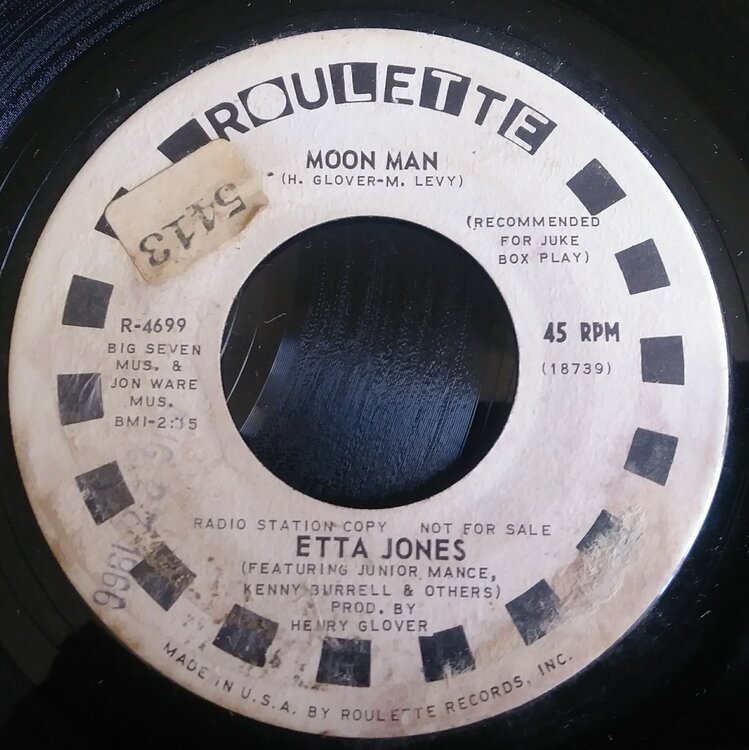 ROULETTE
MOON MAN
(H. GLOVER-M. LEVY)
5413
(RECOMMENDED
FOR JUKE
BOX PLAY)
R-4699
BIG SEVEN
MUS. &
JON WARE
MUS.
BMI-2:15
45 RPM
(18739)
RADIO STATION COPY NOT FOR SALE
ETTA JONES
(FEATURING JUNIOR MANCE,
KENNY BURRELL & OTHERS)
PROD. BY
HENRY GLOVER
1966
MADE IN U.S.A. BY ROULETTE RECORDS, INC.